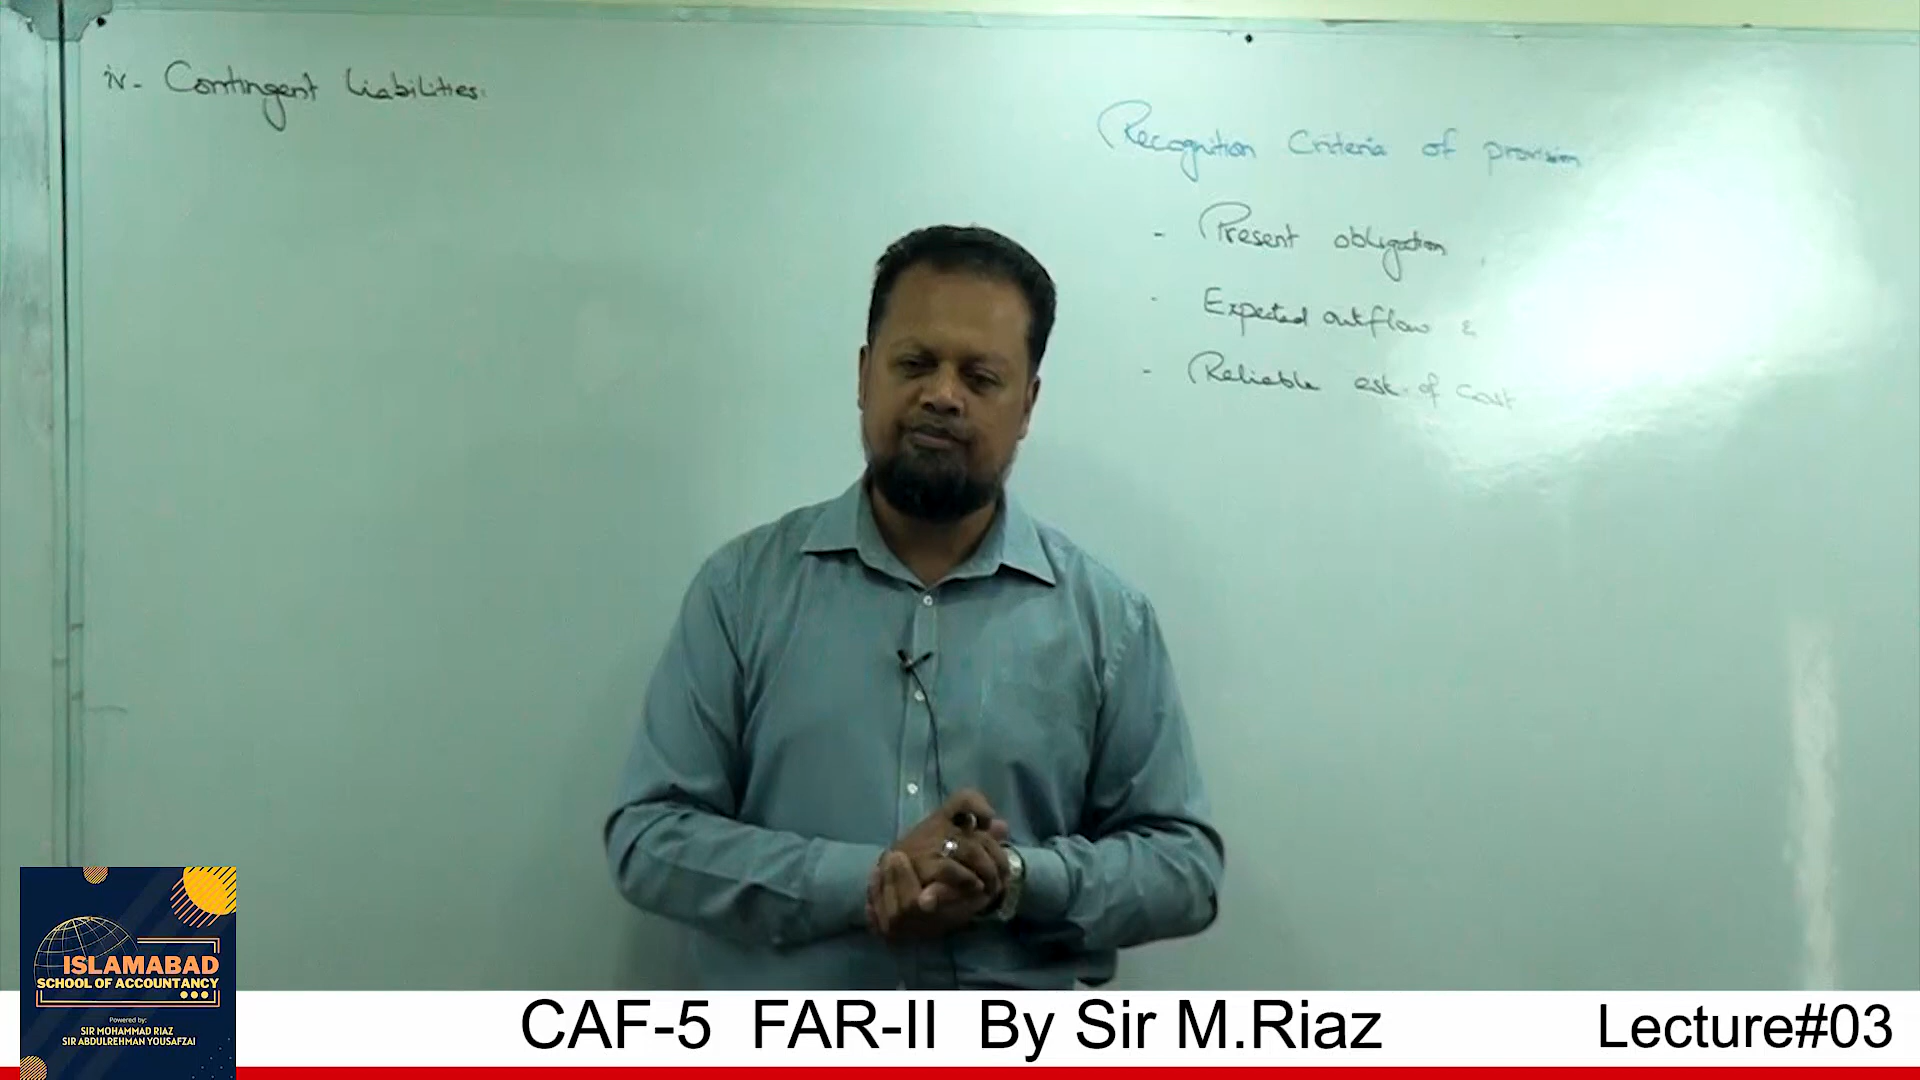 iv- Contingent liabilities:
Recognition Criteria of provision
- Present obligation,
- Expected outflow &
- Reliable est. of Cost
ISLAMABAD
SCHOOL OF ACCOUNTANCY
Powered by:
SIR MOHAMMAD RIAZ
SIR ABDULREHMAN YOUSAFZAI
CAF-5 FAR-II By Sir M.Riaz
Lecture#03